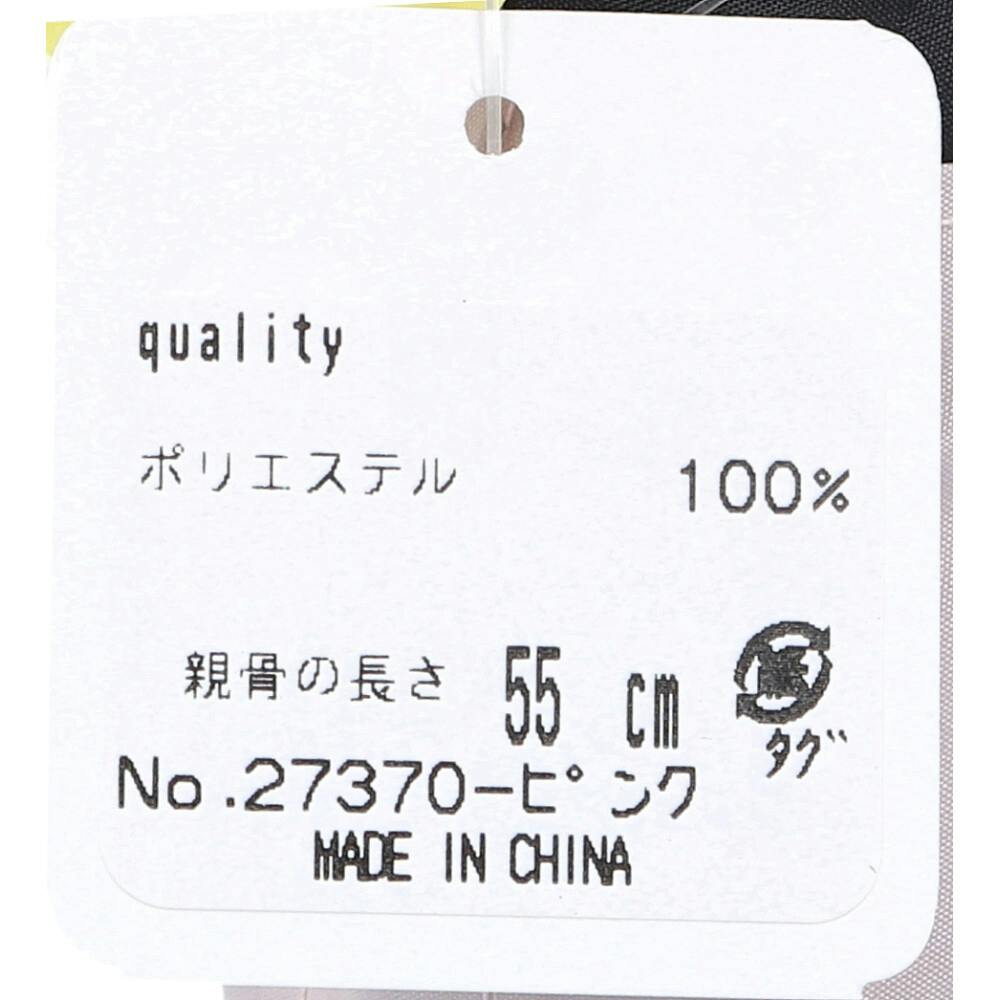 quality
ポリエステル 100%
親骨の長さ 55 cm
紙
タグ
No.27370-ピンク
MADE IN CHINA